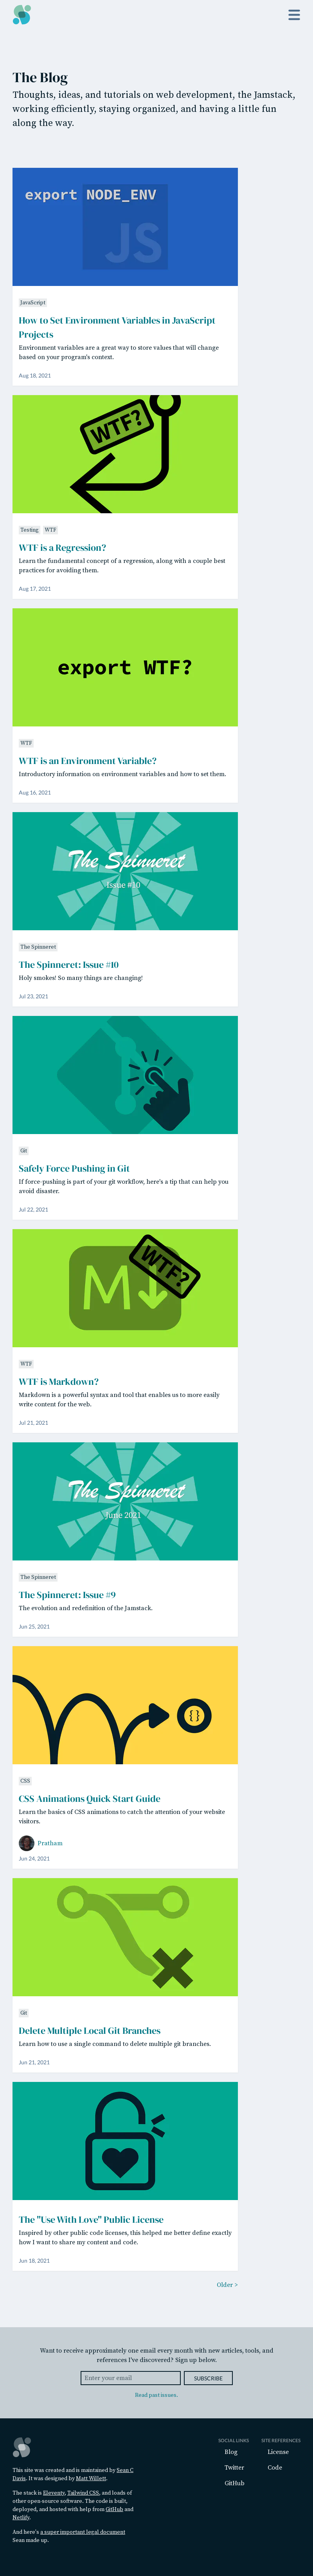 The Blog
Thoughts, ideas, and tutorials on web development, the Jamstack,
working efficiently, staying organized, and having a little fun
along the way.
export NODE_ENV
JS
JavaScript
How to Set Environment Variables in JavaScript
Projects
Environment variables are a great way to store values that will change
based on your program's context.
Aug 18, 2021
WTF?
Testing WTF
WTF is a Regression?
Learn the fundamental concept of a regression, along with a couple best
practices for avoiding them.
Aug 17, 2021
export WTF?
WTF
WTF is an Environment Variable?
Introductory information on environment variables and how to set them.
Aug 16, 2021
The Spinneret
Issue #10
The Spinneret
The Spinneret: Issue #10
Holy smokes! So many things are changing!
Jul 23, 2021
Git
Safely Force Pushing in Git
If force-pushing is part of your git workflow, here's a tip that can help you
avoid disaster.
Jul 22, 2021
WTF?
M
WTF
WTF is Markdown?
Markdown is a powerful syntax and tool that enables us to more easily
write content for the web.
Jul 21, 2021
The Spinneret
June 2021
The Spinneret
The Spinneret: Issue #9
The evolution and redefinition of the Jamstack.
Jun 25, 2021
{}
CSS
CSS Animations Quick Start Guide
Learn the basics of CSS animations to catch the attention of your website
visitors.
Pratham
Jun 24, 2021
Git
Delete Multiple Local Git Branches
Learn how to use a single command to delete multiple git branches.
Jun 21, 2021
The "Use With Love" Public License
Inspired by other public code licenses, this helped me better define exactly
how I want to share my content and code.
Jun 18, 2021
Older >
Want to receive approximately one email every month with new articles, tools, and
references I've discovered? Sign up below.
Enter your email
SUBSCRIBE
Read past issues.
This site was created and is maintained by Sean C
Davis. It was designed by Matt Willett.
The stack is Eleventy, Tailwind CSS, and loads of
other open-source software. The code is built,
deployed, and hosted with help from GitHub and
Netlify.
And here's a super important legal document
Sean made up.
SOCIAL LINKS
Blog
Twitter
GitHub
SITE REFERENCES
License
Code